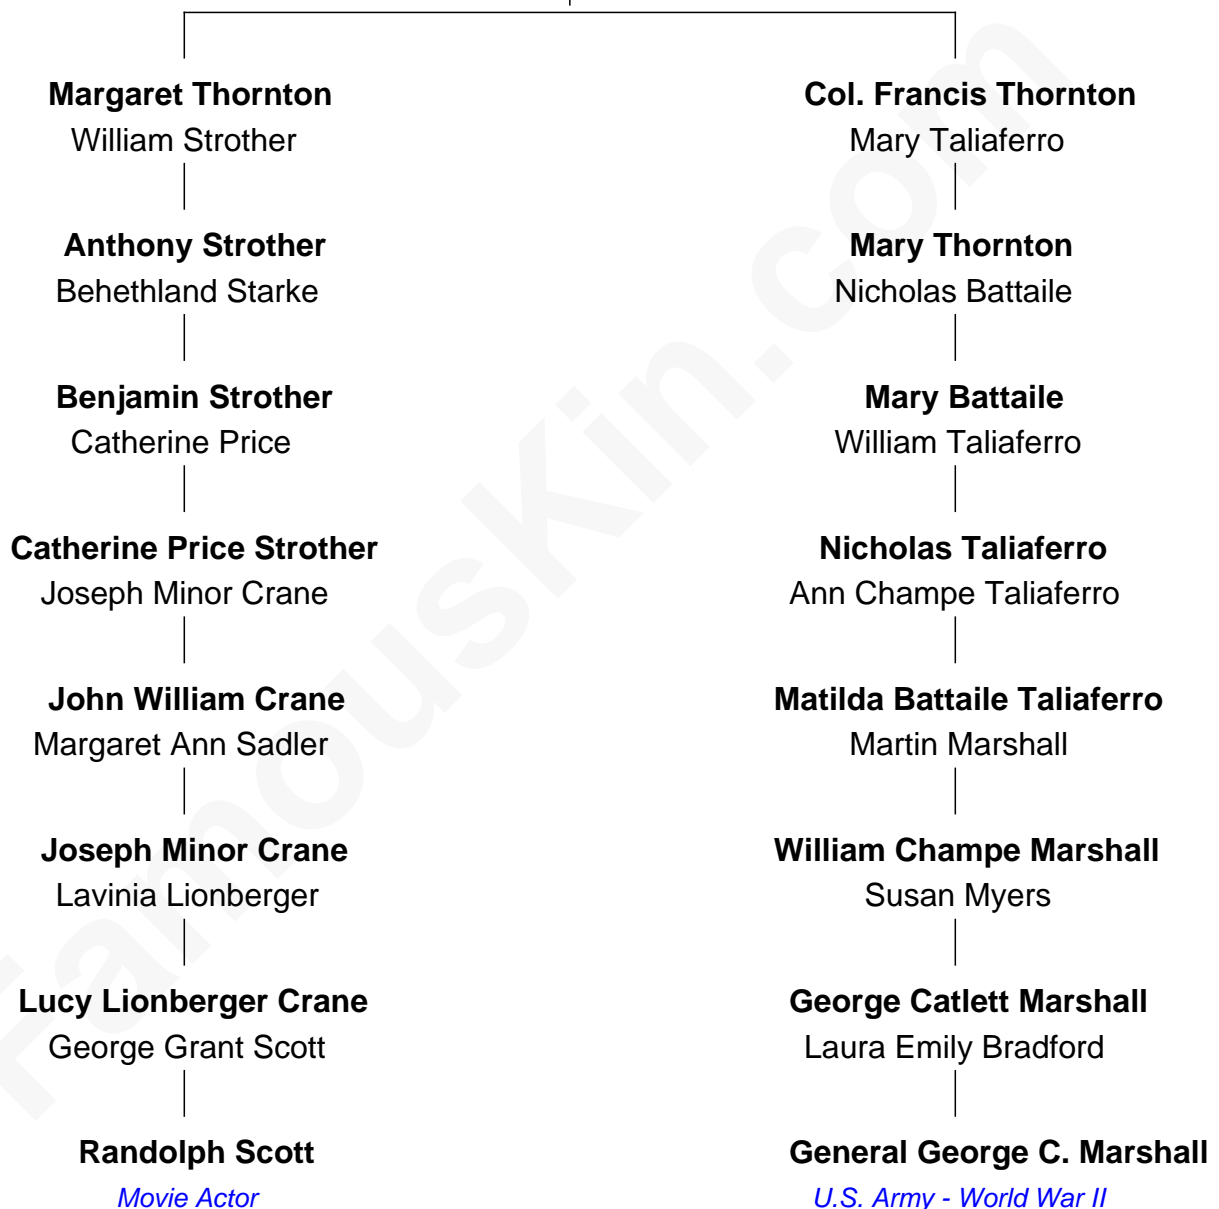 Margaret Thornton
William Strother
Anthony Strother
Behethland Starke
Benjamin Strother
Catherine Price
Catherine Price Strother
Joseph Minor Crane
John William Crane
Margaret Ann Sadler
Joseph Minor Crane
Lavinia Lionberger
Lucy Lionberger Crane
George Grant Scott
Randolph Scott
Movie Actor
Col. Francis Thornton
Mary Taliaferro
Mary Thornton
Nicholas Battaile
Mary Battaile
William Taliaferro
Nicholas Taliaferro
Ann Champe Taliaferro
Matilda Battaile Taliaferro
Martin Marshall
William Champe Marshall
Susan Myers
George Catlett Marshall
Laura Emily Bradford
General George C. Marshall
U.S. Army - World War II
FamousKin.com